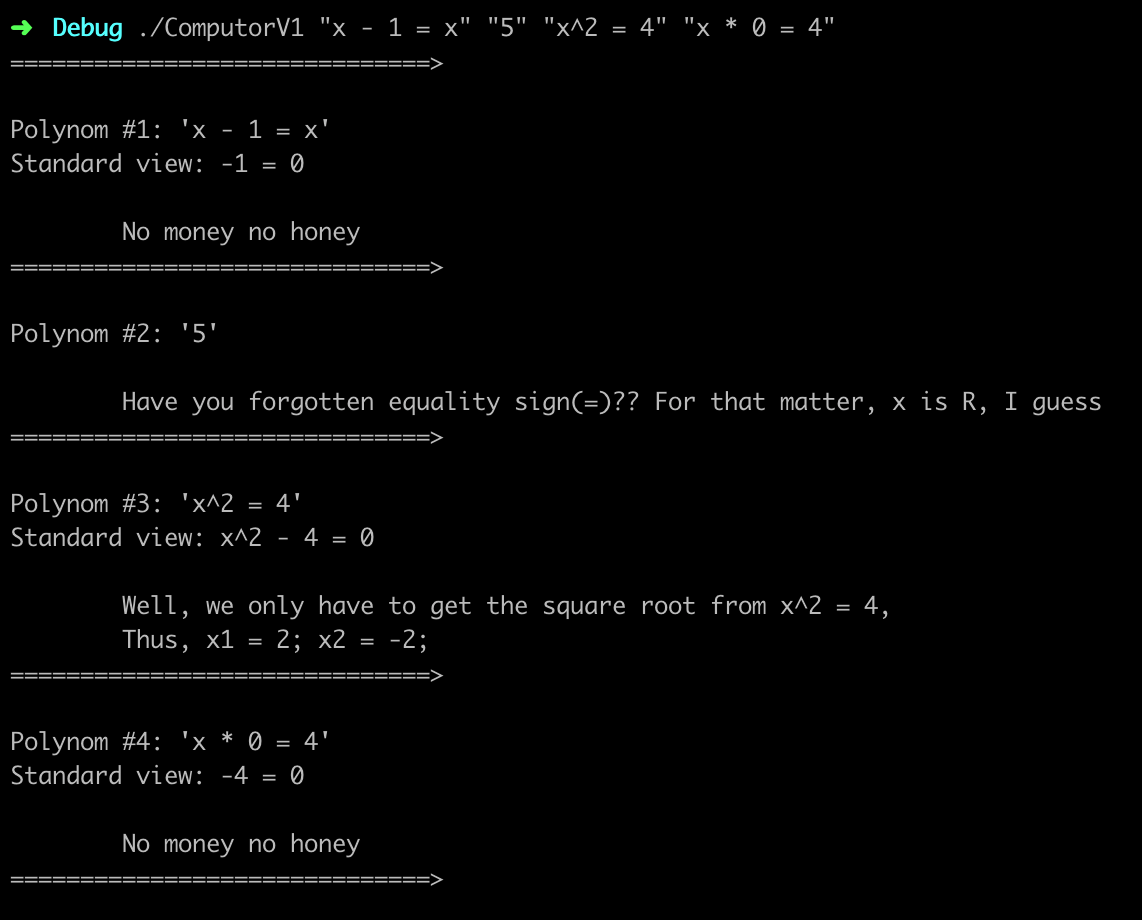 ➜ Debug ./ComputorV1 "x - 1 = x" "5" "x^2 = 4" "x * 0 = 4"
==============================>
Polynom #1: 'x - 1 = x'
Standard view: -1 = 0
No money no honey
==============================>
Polynom #2: '5'
Have you forgotten equality sign(=)?? For that matter, x is R, I guess
==============================>
Polynom #3: 'x^2 = 4'
Standard view: x^2 - 4 = 0
Well, we only have to get the square root from x^2 = 4,
Thus, x1 = 2; x2 = -2;
==============================>
Polynom #4: 'x * 0 = 4'
Standard view: -4 = 0
No money no honey
==============================>